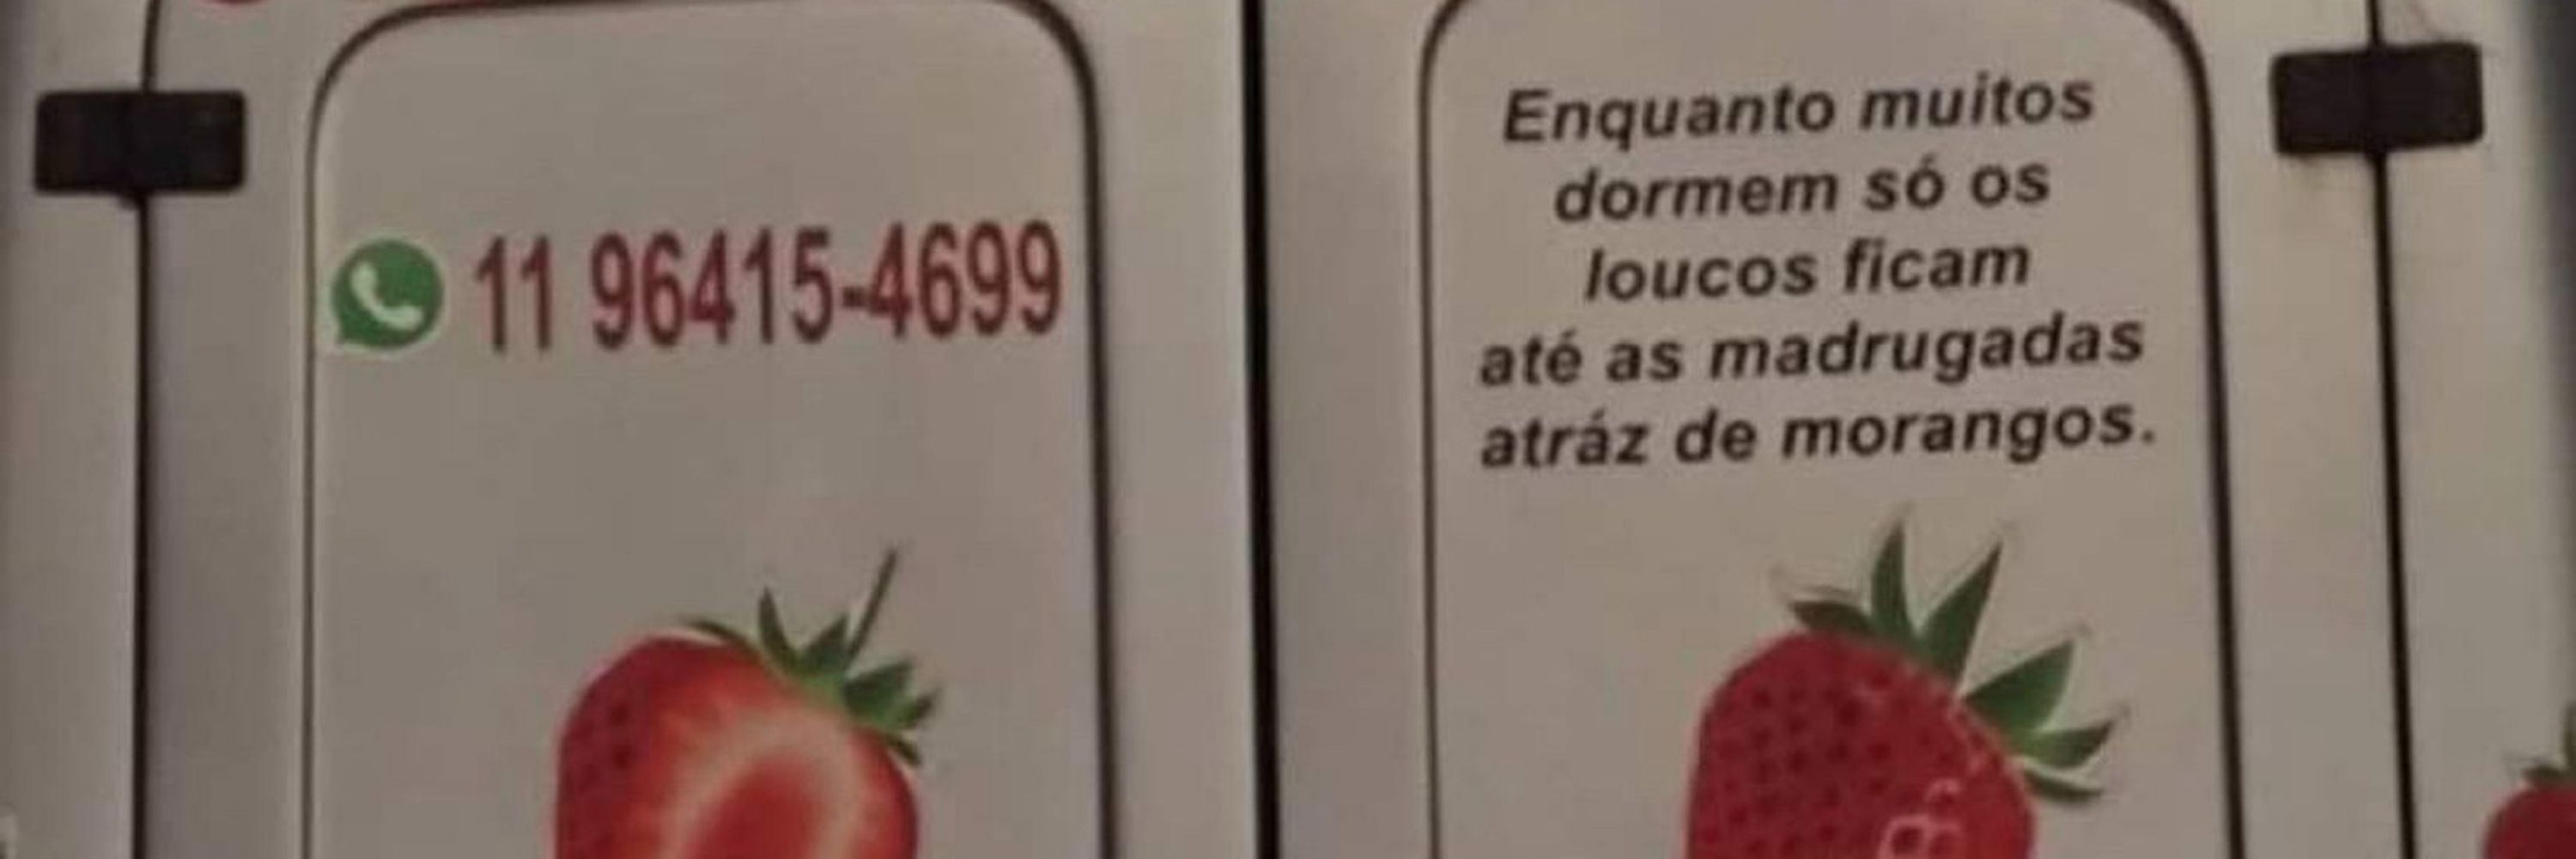 11 96415-4699
Enquanto muitos
dormem só os
loucos ficam
até as madrugadas
atráz de morangos.